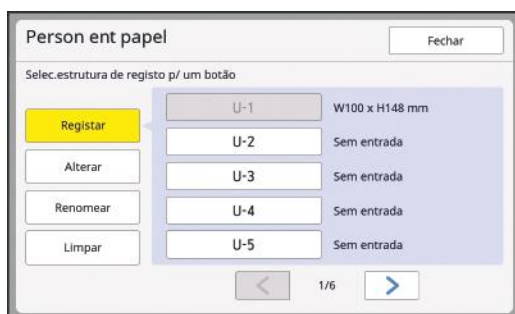 Person ent papel
Fechar
Selec.estrutura de registo p/ um botão
Registar
Alterar
Renomear
Limpar
U-1 W100 x H148 mm
U-2 Sem entrada
U-3 Sem entrada
U-4 Sem entrada
U-5 Sem entrada
1/6